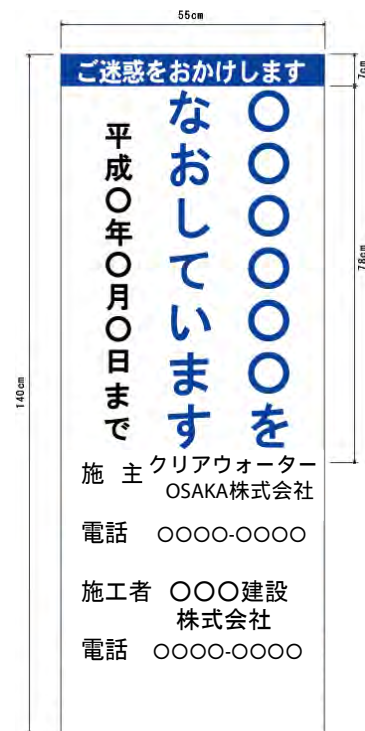 55cm
ご迷惑をおかけします
7cm
〇〇〇〇〇〇を
なおしています
平成〇年〇月〇日まで
78cm
140cm
施 主 クリアウォーター
OSAKA株式会社
電話 〇〇〇〇-〇〇〇〇
施工者 〇〇〇建設
株式会社
電話 〇〇〇〇-〇〇〇〇